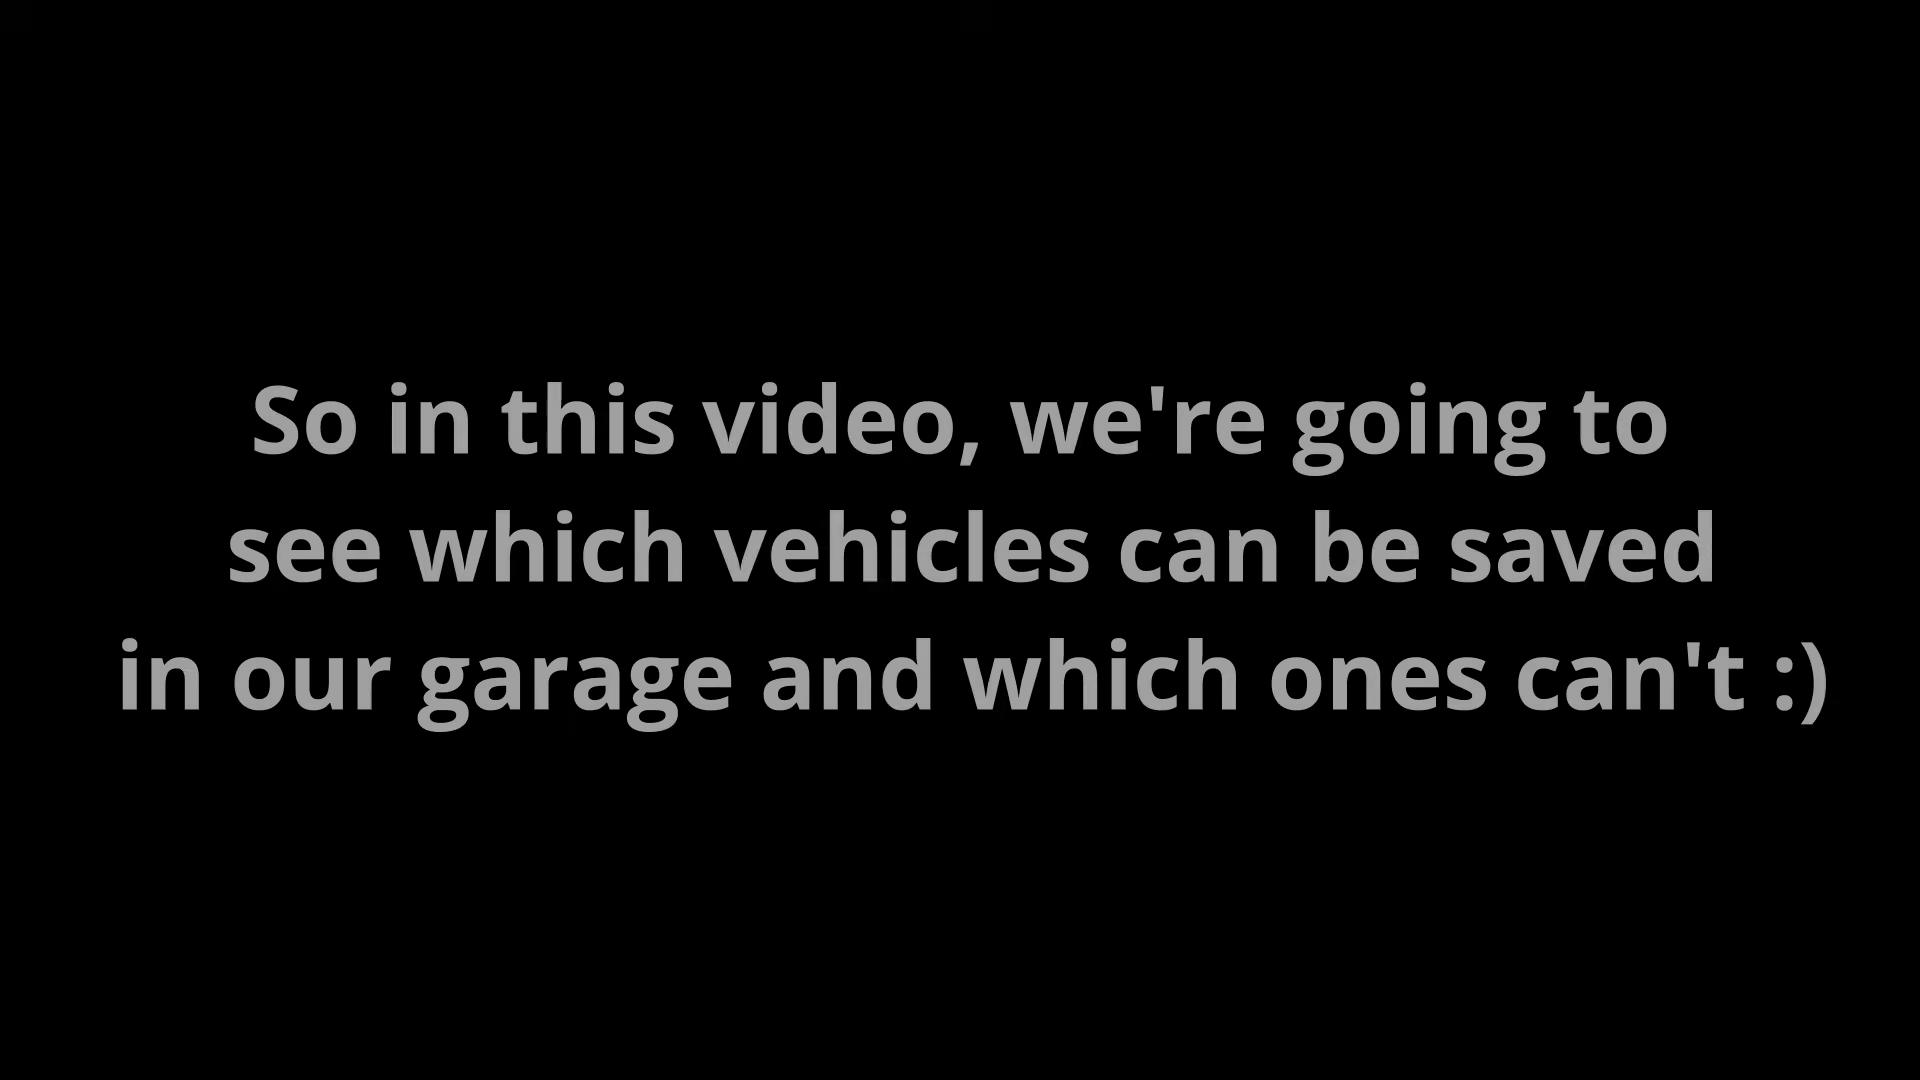 So in this video, we're going to
see which vehicles can be saved
in our garage and which ones can't :)